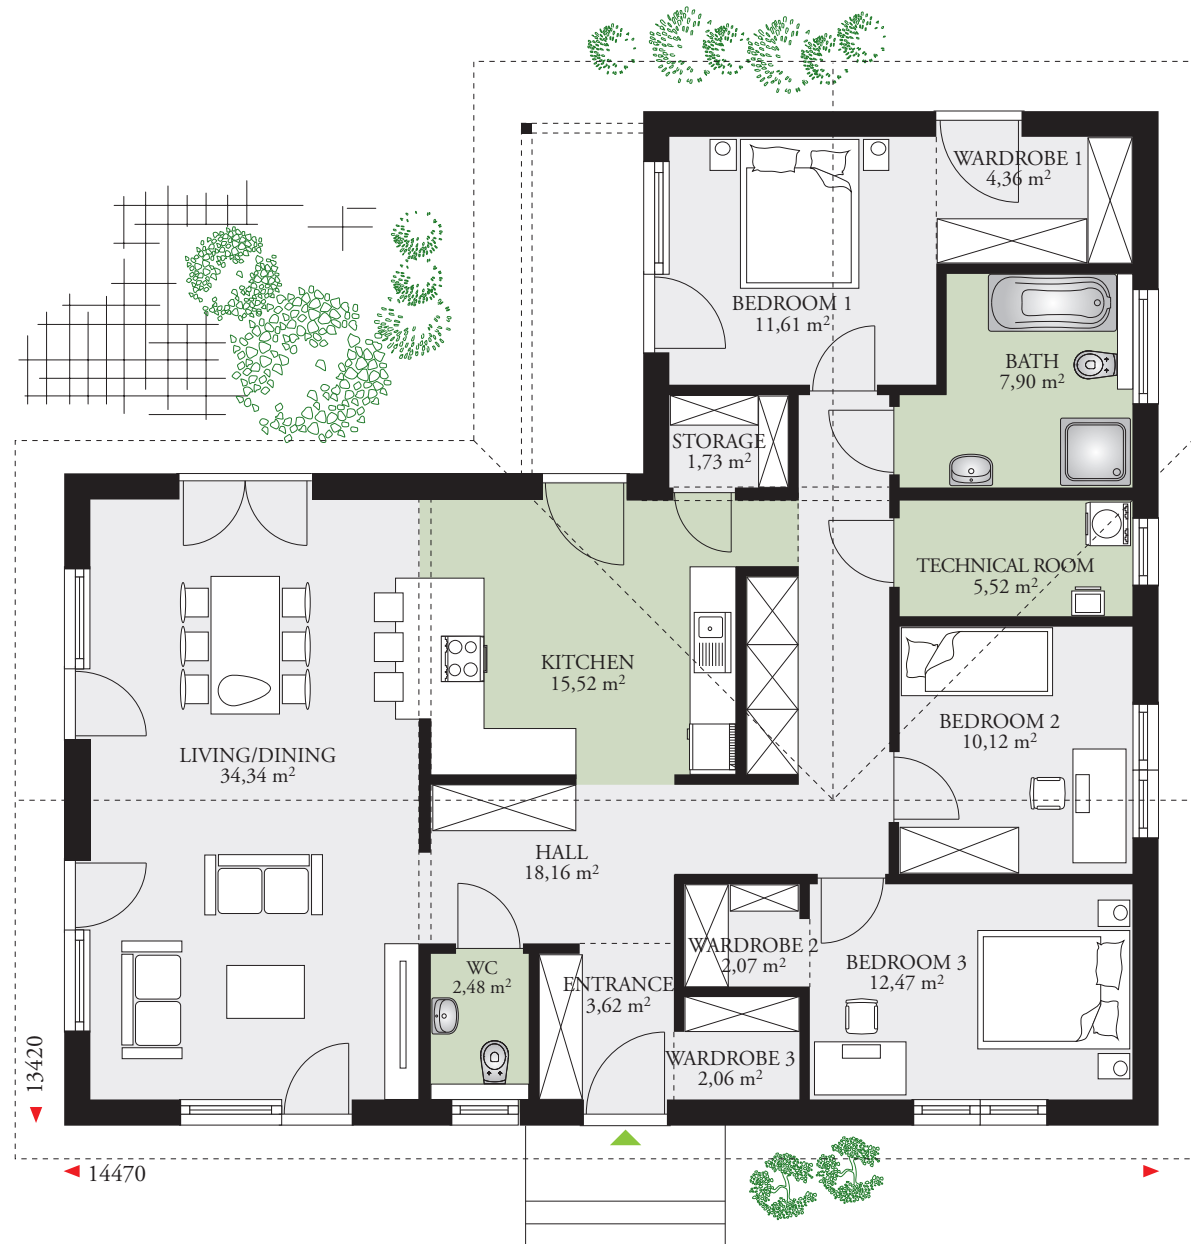 WARDROBE 1
4,36 m²
BEDROOM 1
11,61 m²
BATH
7,90 m²
STORAGE
1,73 m²
TECHNICAL ROOM
5,52 m²
KITCHEN
15,52 m²
BEDROOM 2
10,12 m²
LIVING/DINING
34,34 m²
HALL
18,16 m²
WARDROBE 2
2,07 m²
BEDROOM 3
12,47 m²
WC
2,48 m²
ENTRANCE
3,62 m²
WARDROBE 3
2,06 m²
13420
14470